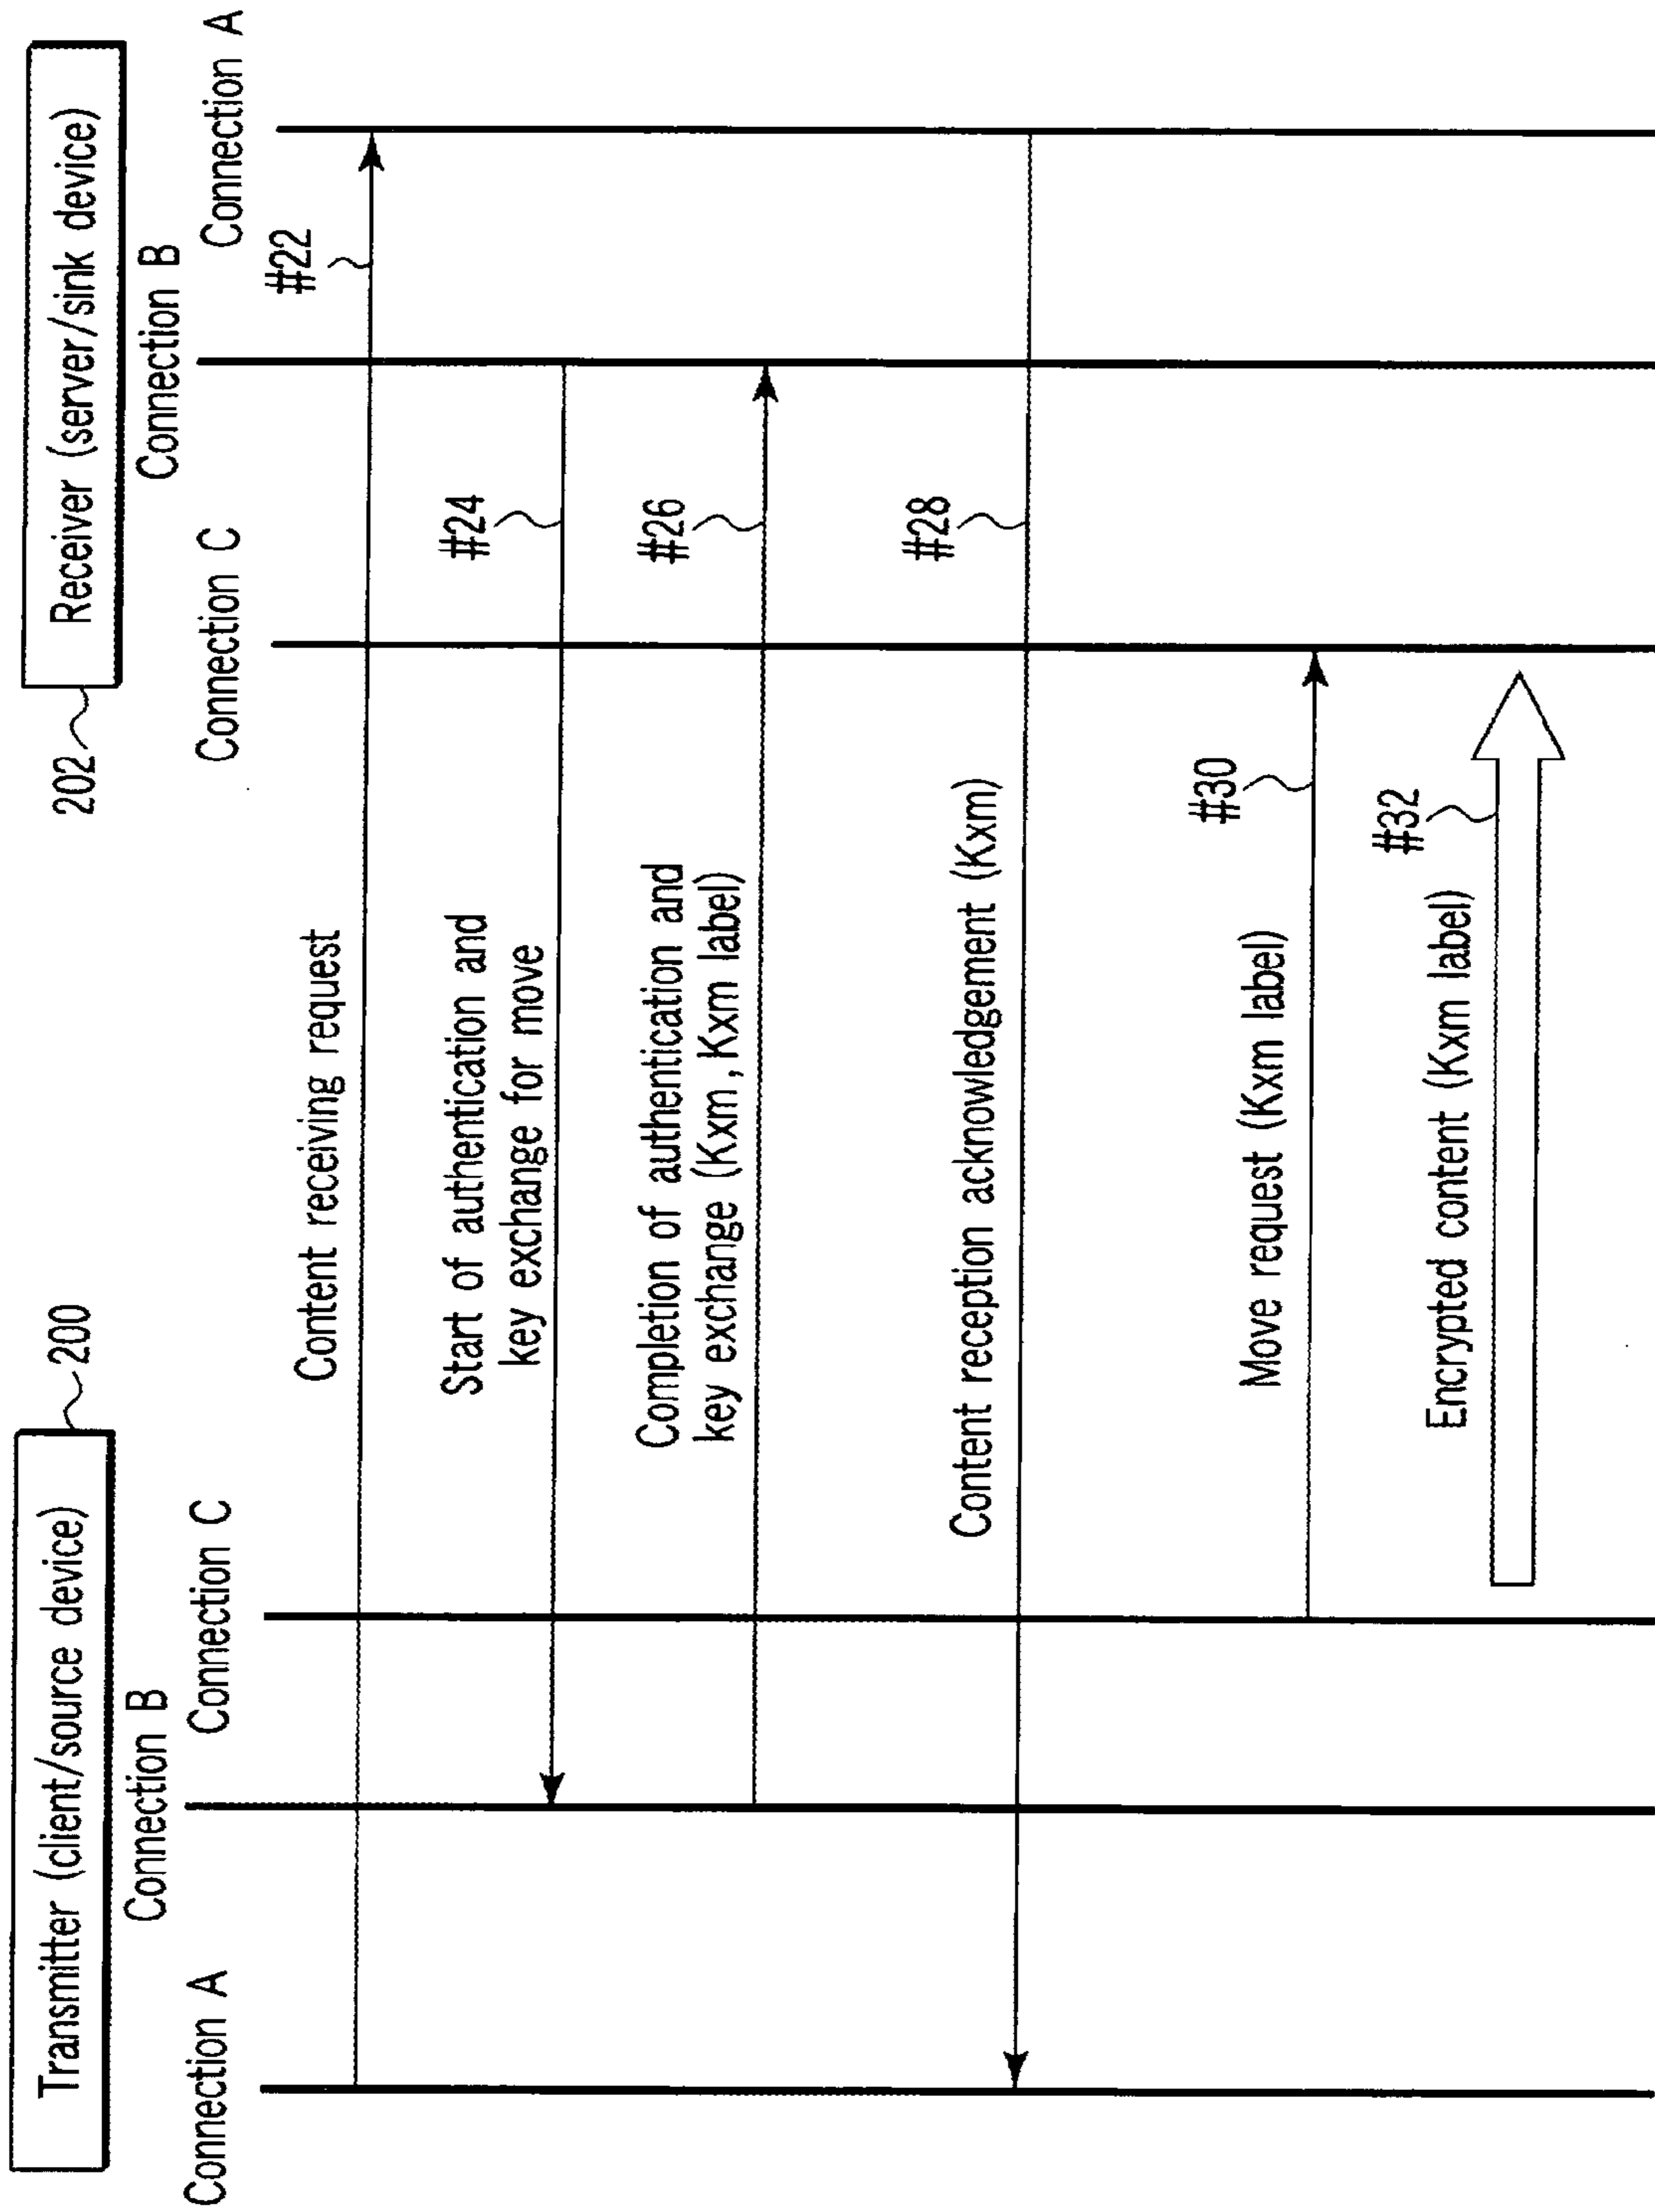 Transmitter (client/source device)
200
Receiver (server/sink device)
202
Connection A
Connection B
Connection C
Connection C
Connection B
Connection A
Content receiving request
#22
Start of authentication and
key exchange for move
#24
Completion of authentication and
key exchange (Kxm, Kxm label)
#26
Content reception acknowledgement (Kxm)
#28
Move request (Kxm label)
#30
Encrypted content (Kxm label)
#32